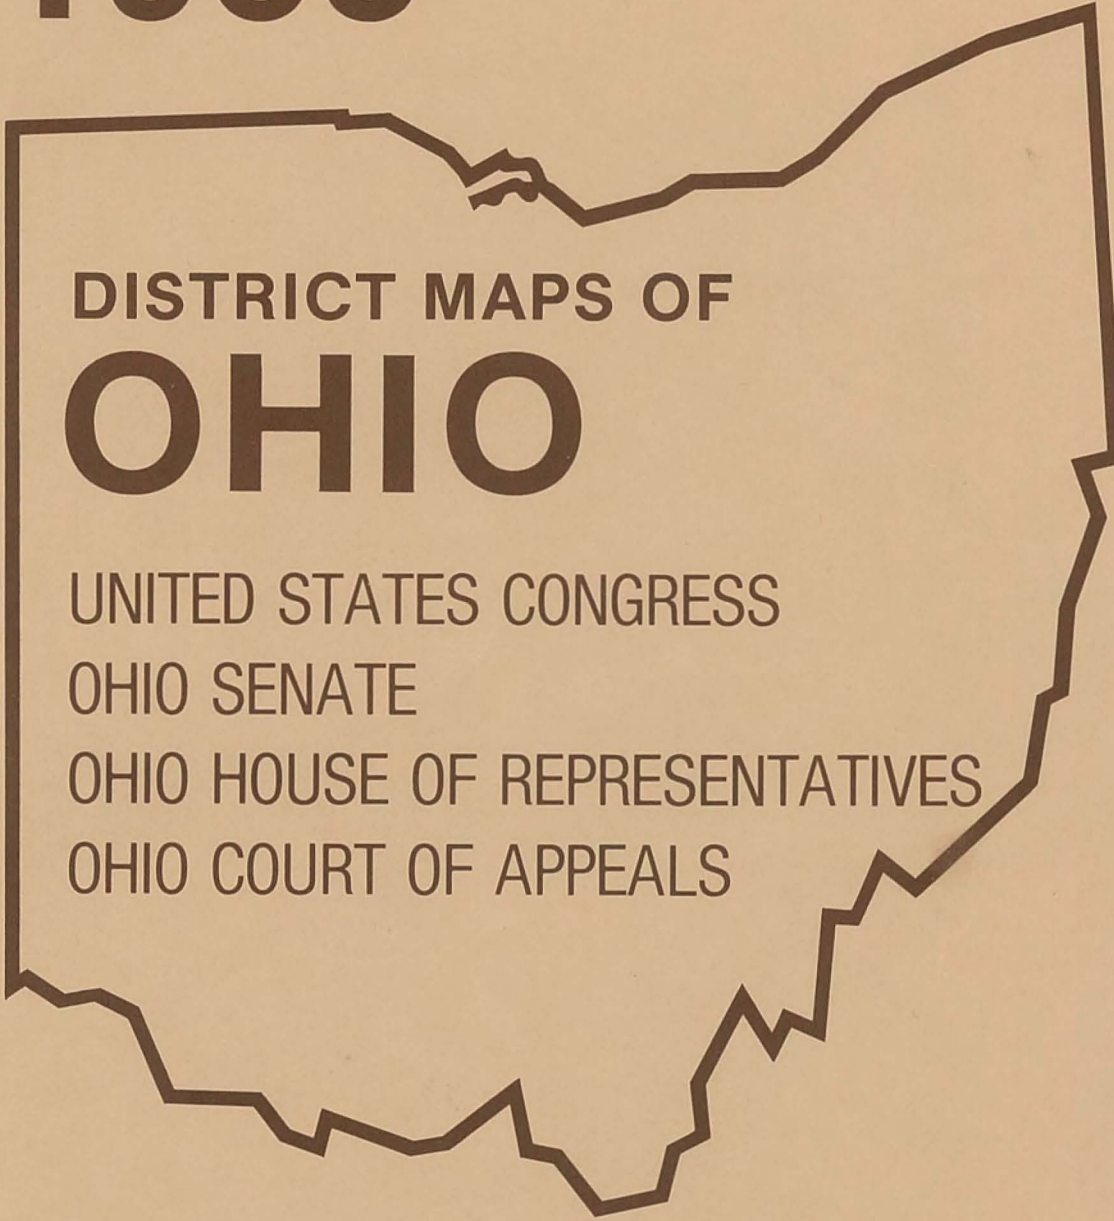 DISTRICT MAPS OF
OHIO
UNITED STATES CONGRESS
OHIO SENATE
OHIO HOUSE OF REPRESENTATIVES
OHIO COURT OF APPEALS